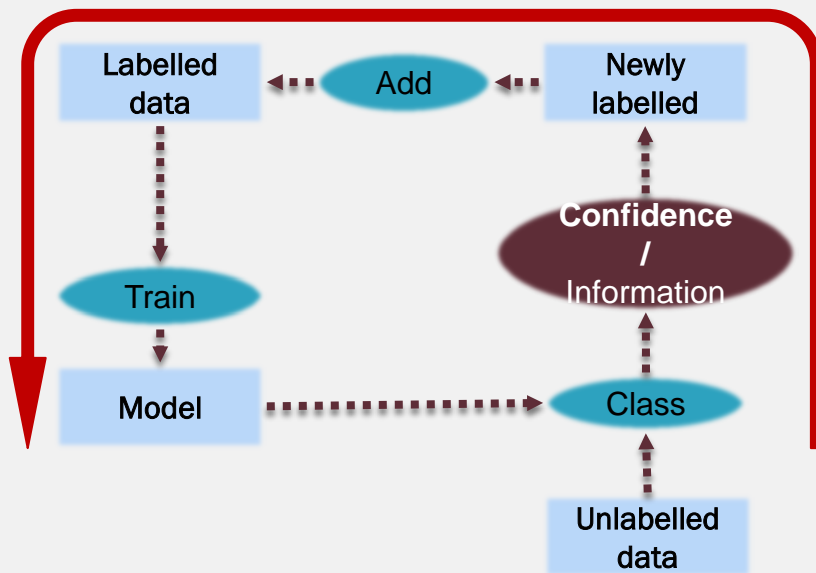 Labelled
data
Add
Newly
labelled
Confidence
/
Information
Train
Model
Class
Unlabelled
data